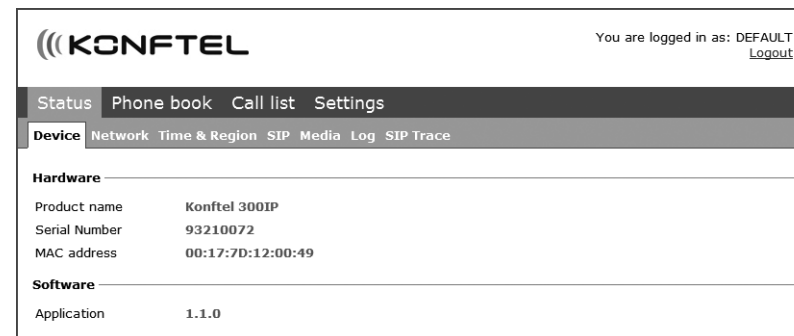 KONFTEL
You are logged in as: DEFAULT
Logout
Status Phone book Call list Settings
Device Network Time & Region SIP Media Log SIP Trace
Hardware
Product name Konftel 300IP
Serial Number 93210072
MAC address 00:17:7D:12:00:49
Software
Application 1.1.0